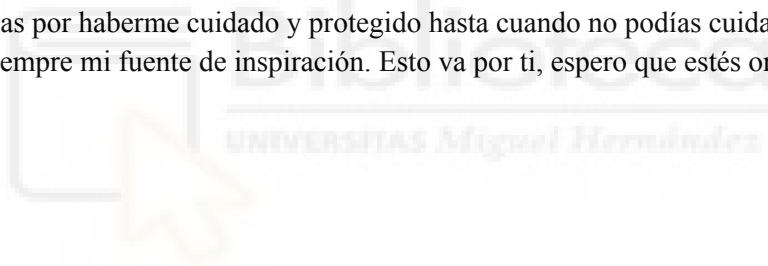 as por haberme cuidado y protegido hasta cuando no podías cuida
empre mi fuente de inspiración. Esto va por ti, espero que estés or
Biblioteca
UNIVERSITAS Miguel Hernández